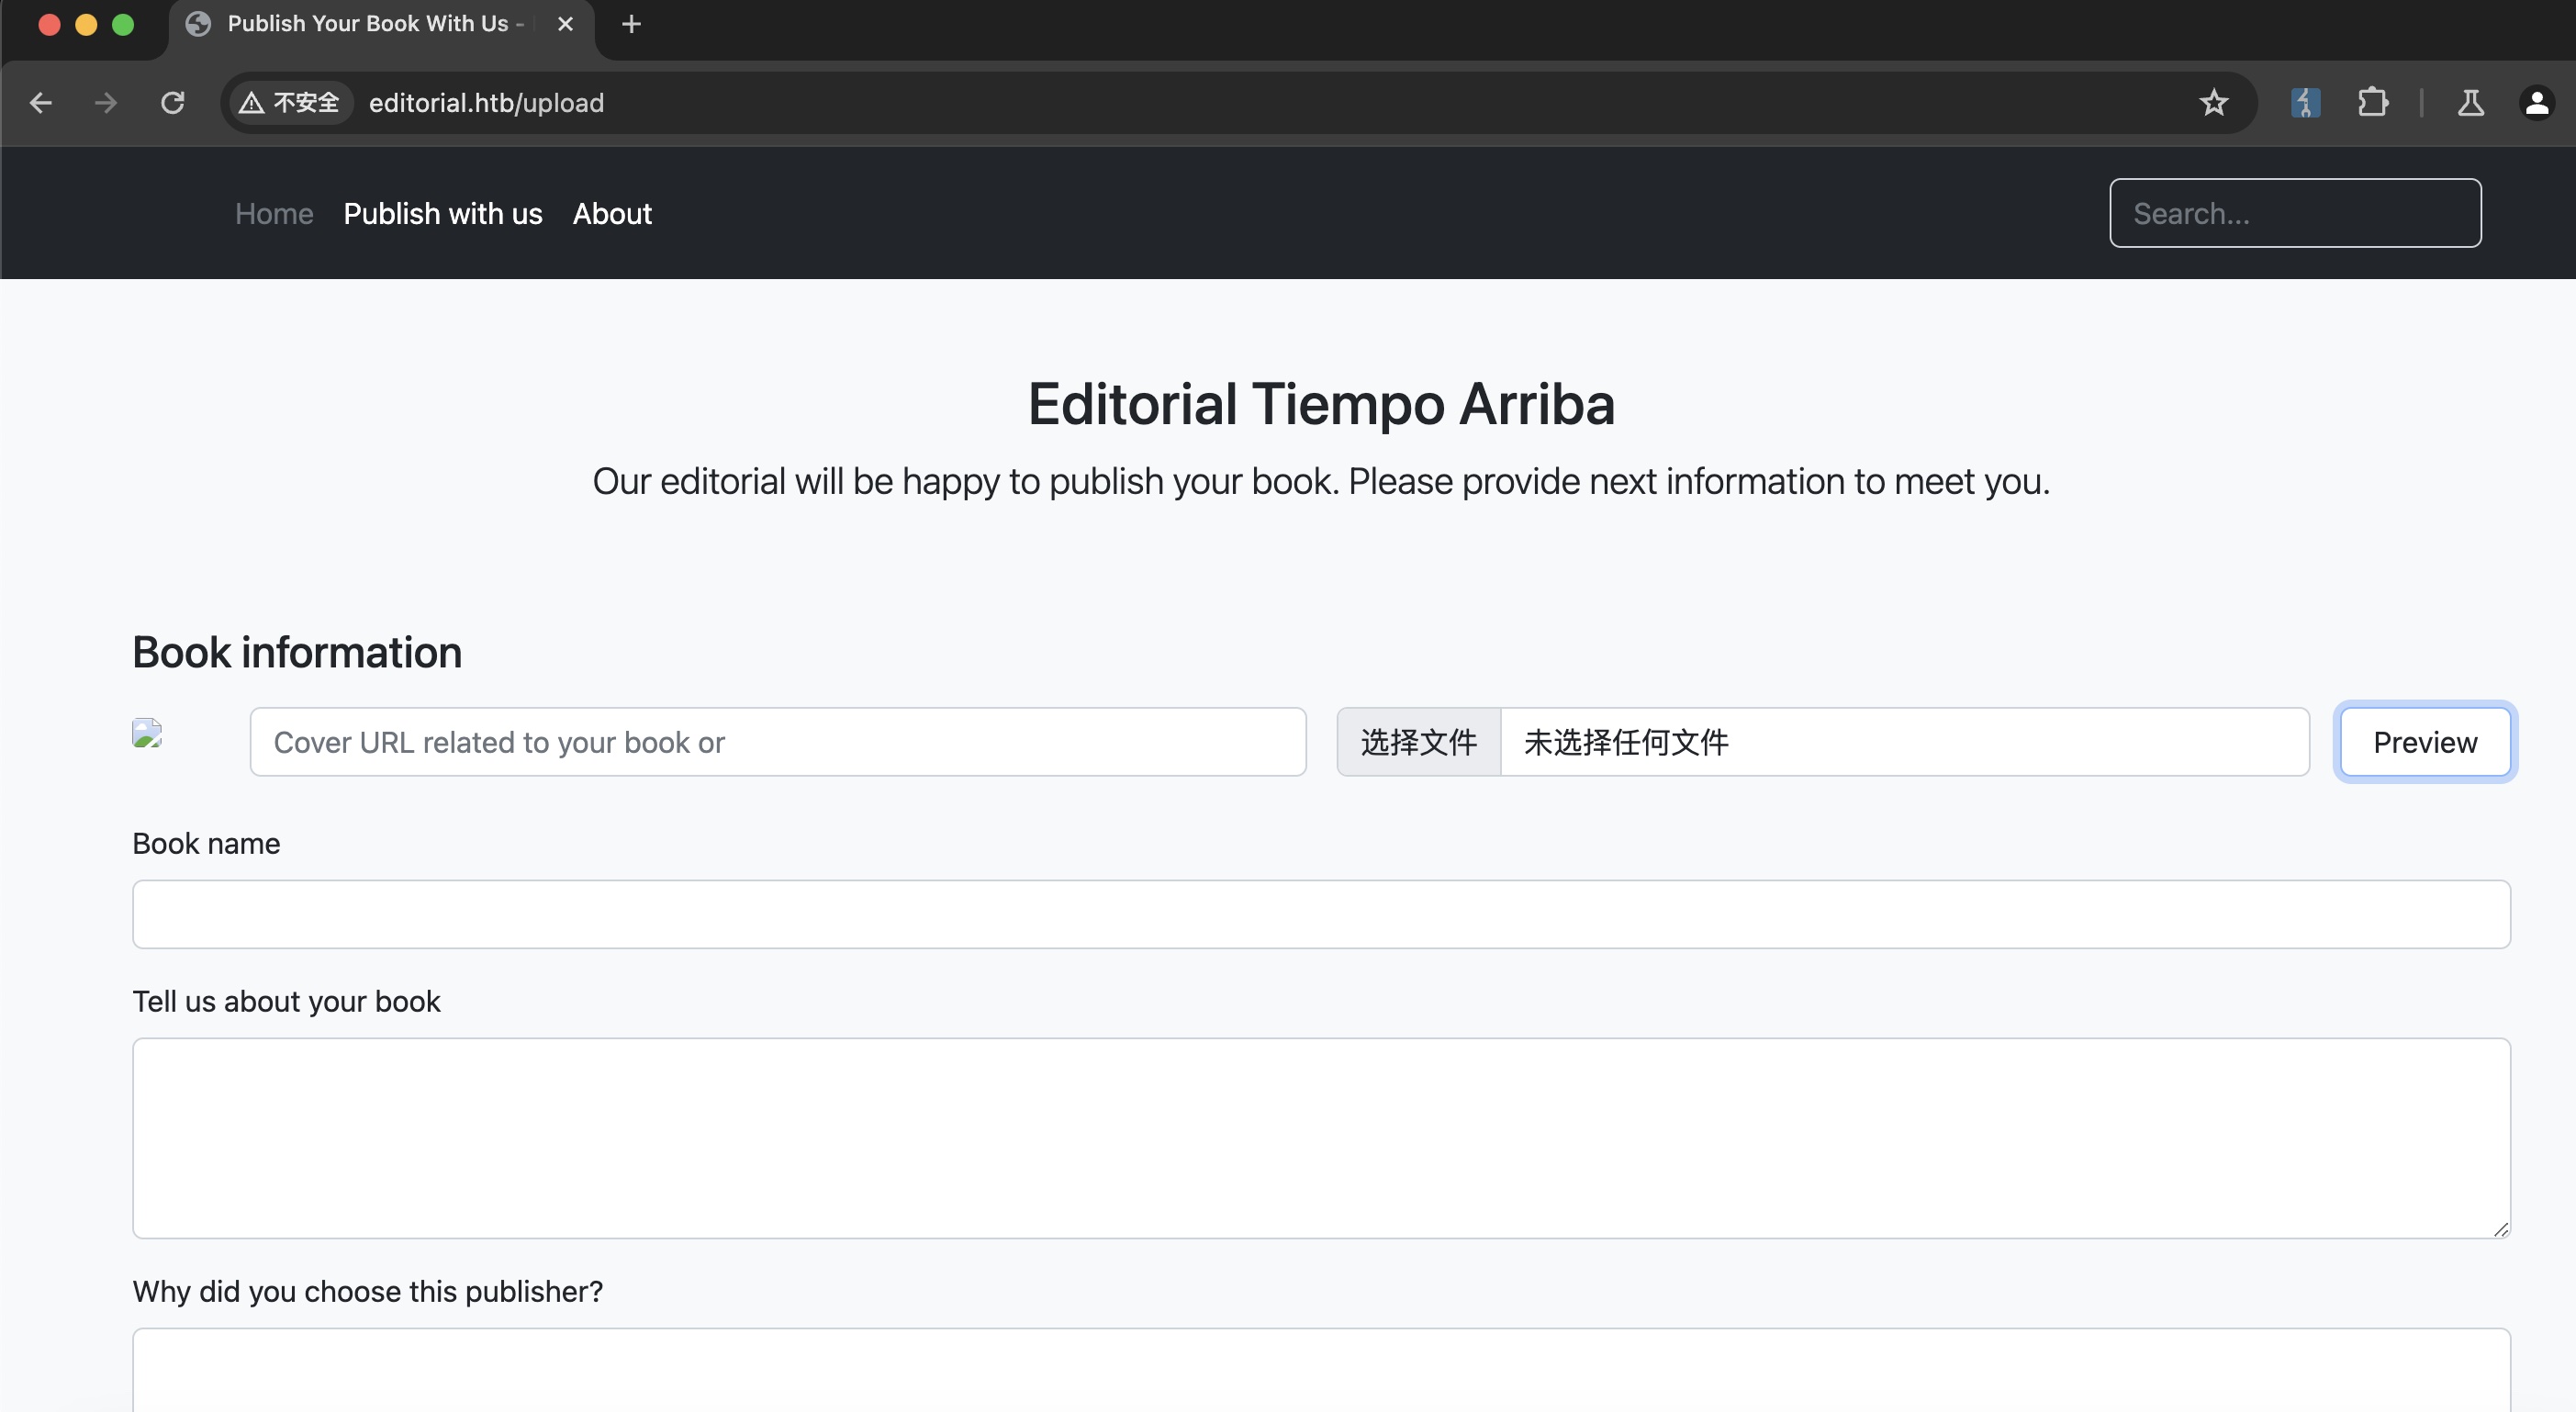 Publish Your Book With Us -
不安全 editorial.htb/upload
Home Publish with us About Search...
Editorial Tiempo Arriba
Our editorial will be happy to publish your book. Please provide next information to meet you.
Book information
Cover URL related to your book or 选择文件 未选择任何文件 Preview
Book name
Tell us about your book
Why did you choose this publisher?